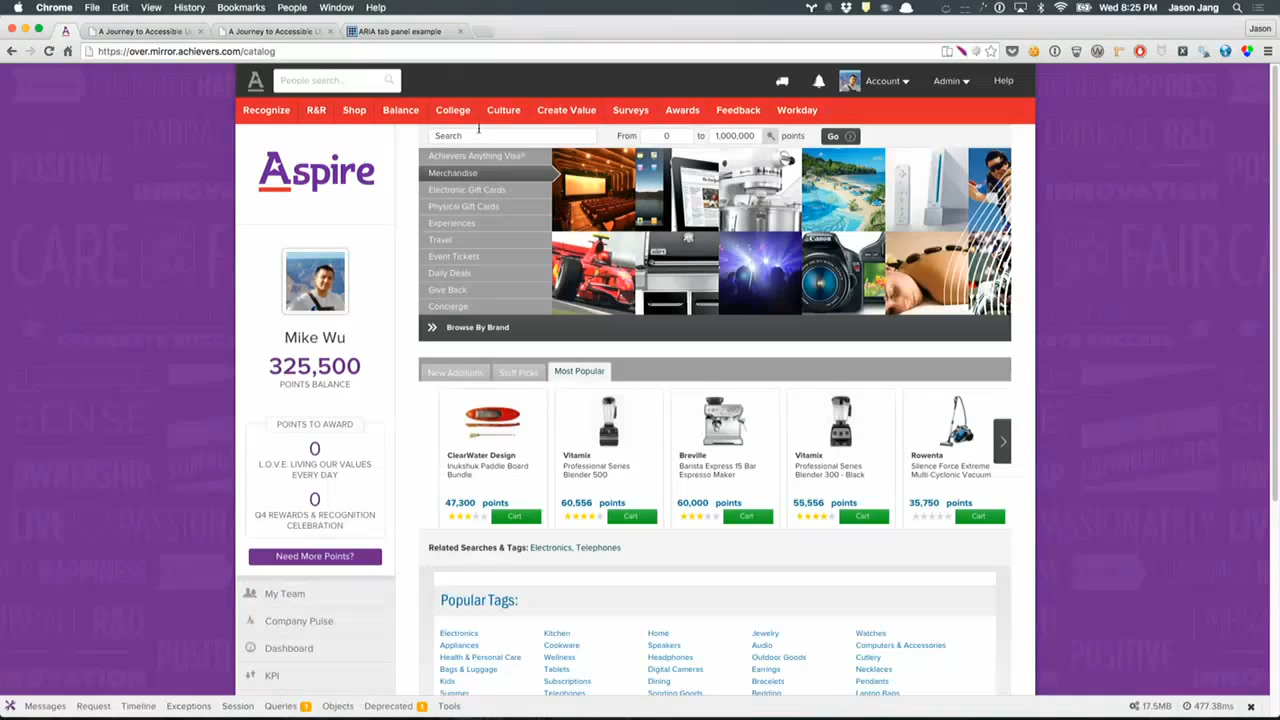 Chrome File Edit View History Bookmarks People Window Help Wed 8:25 PM Jason Jang
A Journey to Accessible U A Journey to Accessible U ARIA tab panel example Jason
https://over.mirror.achievers.com/catalog
People search... Account Admin Help
Recognize R&R Shop Balance College Culture Create Value Surveys Awards Feedback Workday
Search From 0 to 1,000,000 points Go
Aspire
Mike Wu
325,500
POINTS BALANCE
POINTS TO AWARD
0
L.O.V.E. LIVING OUR VALUES
EVERY DAY
0
Q4 REWARDS & RECOGNITION
CELEBRATION
Need More Points?
My Team
Company Pulse
Dashboard
KPI
Achievers Anything Visa®
Merchandise
Electronic Gift Cards
Physical Gift Cards
Experiences
Travel
Event Tickets
Daily Deals
Give Back
Concierge
Canon
Browse By Brand
New Additions Staff Picks Most Popular
ClearWater Design
Inukshuk Paddle Board
Bundle
47,300 points
Cart
Vitamix
Professional Series
Blender 500
60,556 points
Cart
Breville
Barista Express 15 Bar
Espresso Maker
60,000 points
Cart
Vitamix
Professional Series
Blender 300 - Black
55,556 points
Cart
Rowenta
Silence Force Extreme
Multi-Cyclonic Vacuum
35,750 points
Cart
Related Searches & Tags: Electronics, Telephones
Popular Tags:
Electronics Kitchen Home Jewelry Watches
Appliances Cookware Speakers Audio Computers & Accessories
Health & Personal Care Wellness Headphones Outdoor Goods Cutlery
Bags & Luggage Tablets Digital Cameras Earrings Necklaces
Kids Subscriptions Dining Bracelets Pendants
Summer Telephones Sporting Goods Bedding Laptop Bags
Messages Request Timeline Exceptions Session Queries 1 Objects Deprecated 1 Tools 17.5MB 477.38ms